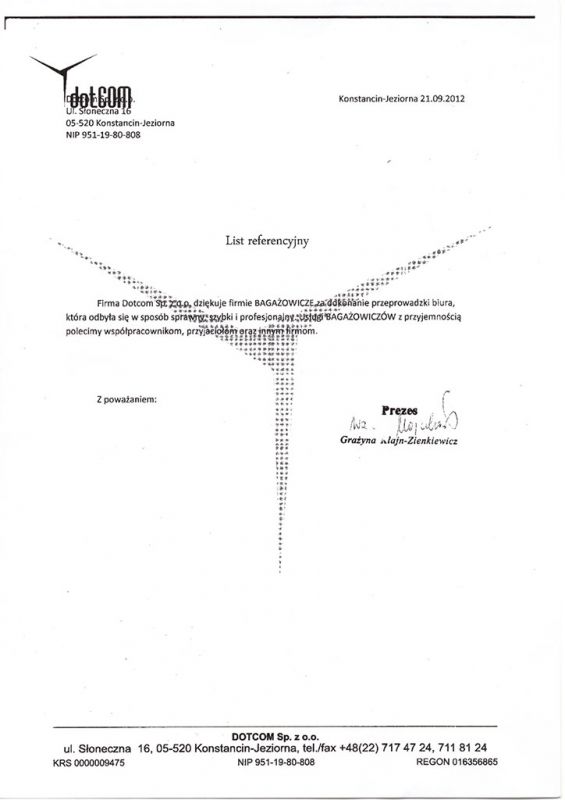 dotcom
Dotcom Sp. z o.o.
Ul. Słoneczna 16
05-520 Konstancin-Jeziorna
NIP 951-19-80-808
Konstancin-Jeziorna 21.09.2012
List referencyjny
Firma Dotcom Sp. z o.o. dziękuje firmie BAGAŻOWICZE za dokonanie przeprowadzki biura,
która odbyła się w sposób sprawny, szybki i profesjonalny. Usługi BAGAŻOWICZÓW z przyjemnością
polecimy współpracownikom, przyjaciołom oraz innym firmom.
Z poważaniem:
Prezes
Grażyna Klajn-Zienkiewicz
DOTCOM Sp. z o.o.
ul. Słoneczna 16, 05-520 Konstancin-Jeziorna, tel./fax +48(22) 717 47 24, 711 81 24
KRS 0000009475 NIP 951-19-80-808 REGON 016356865